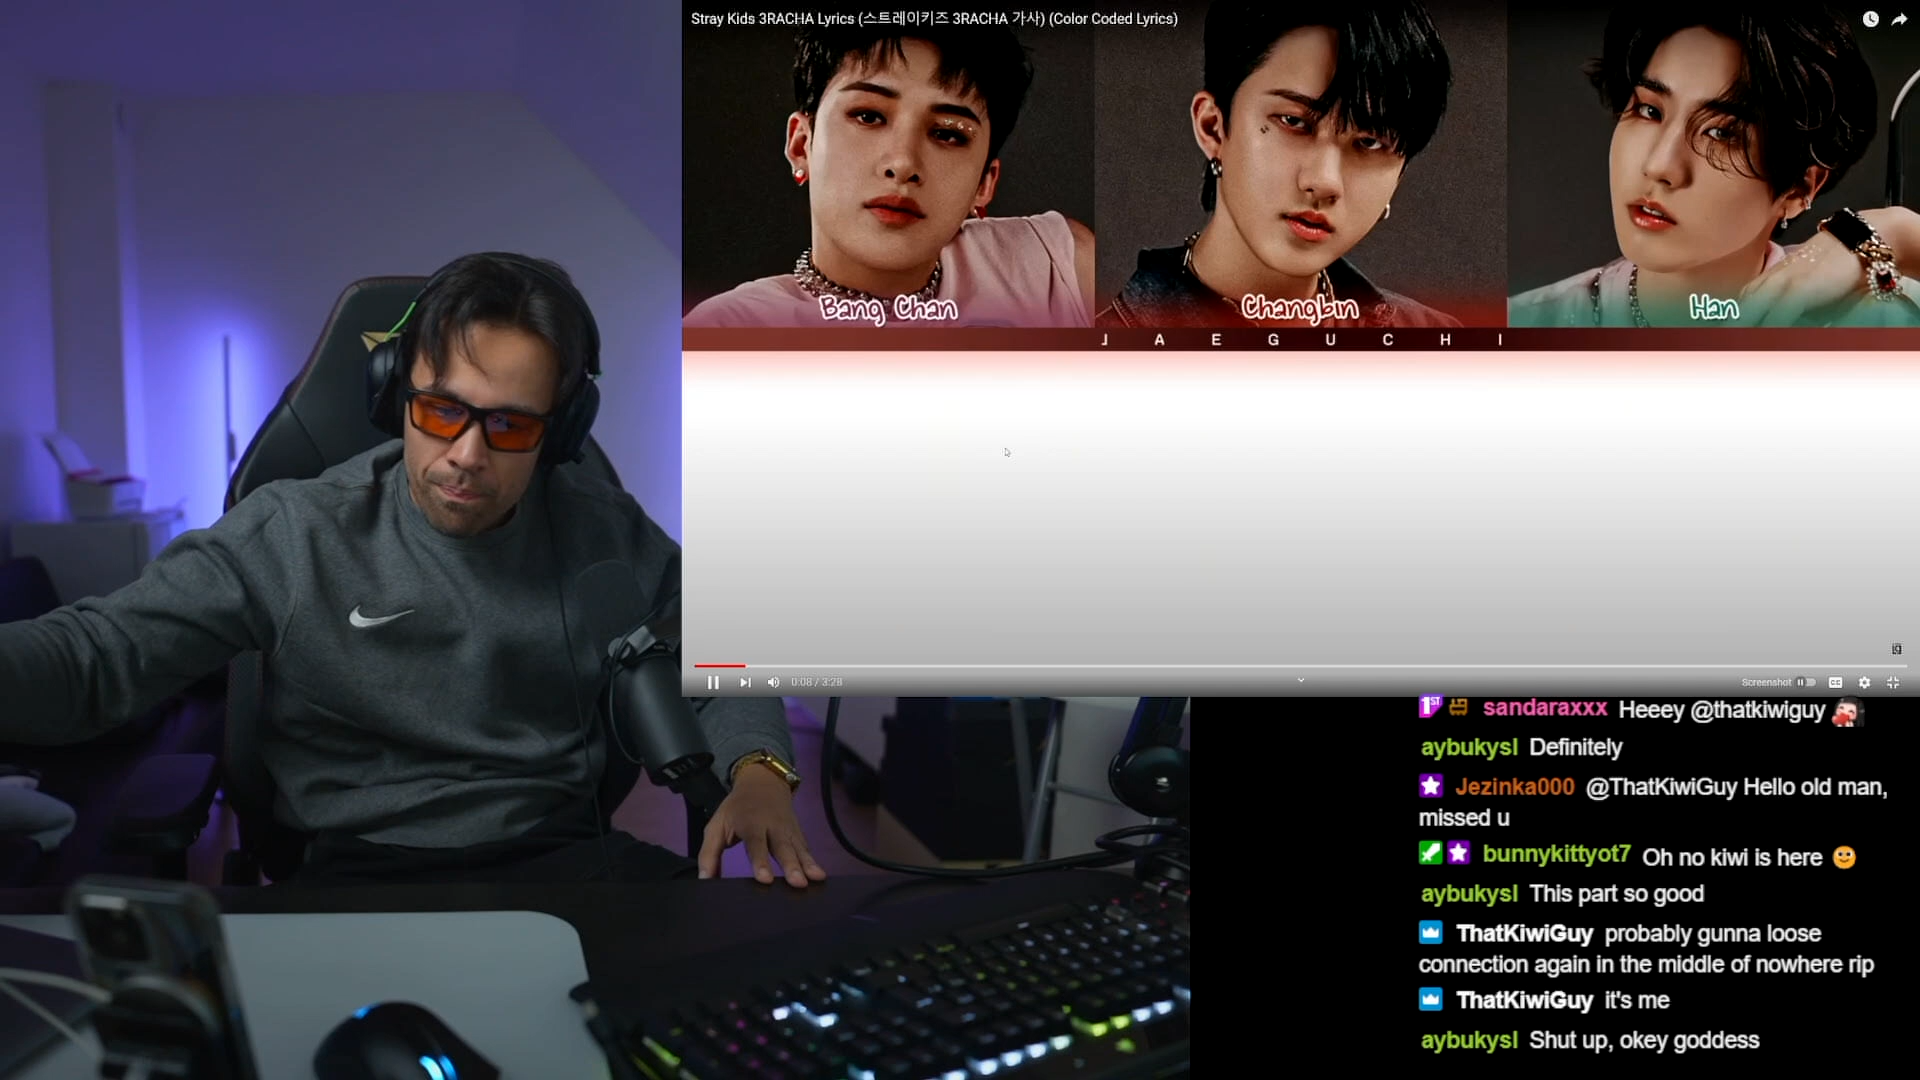 Stray Kids 3RACHA Lyrics (스트레이키즈 3RACHA 가사) (Color Coded Lyrics)
Bang Chan
Changbin
Han
J A E G U C H I
0:08 / 3:28
Screenshot
CC
1ST sandaraxxx Heeey @thatkiwiguy
aybukysl Definitely
Jezinka000 @ThatKiwiGuy Hello old man,
missed u
bunnykittyot7 Oh no kiwi is here
aybukysl This part so good
ThatKiwiGuy probably gunna loose
connection again in the middle of nowhere rip
ThatKiwiGuy it's me
aybukysl Shut up, okey goddess